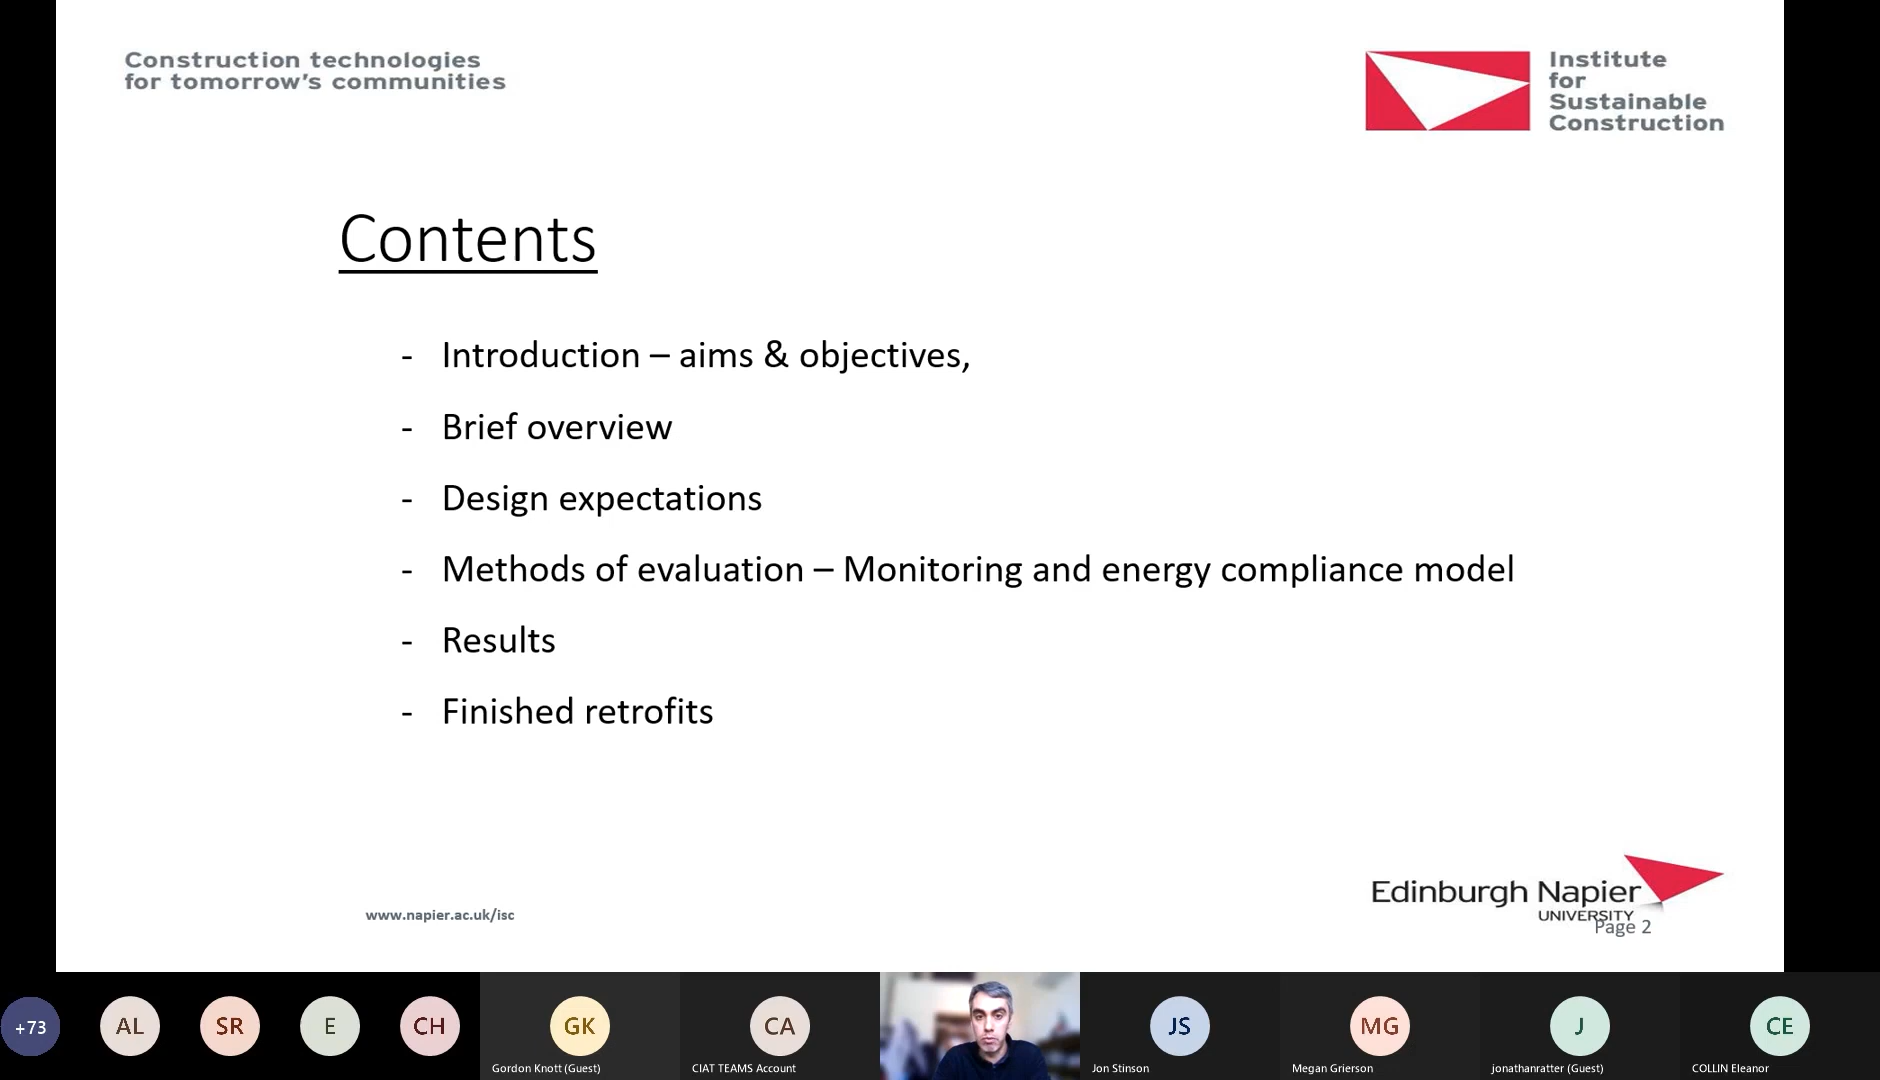 Construction technologies
for tomorrow's communities
Institute
for
Sustainable
Construction
Contents
- Introduction – aims & objectives,
- Brief overview
- Design expectations
- Methods of evaluation – Monitoring and energy compliance model
- Results
- Finished retrofits
www.napier.ac.uk/isc
Edinburgh Napier
UNIVERSITY
Page 2
+73
AL
SR
E
CH
GK
CA
JS
MG
J
CE
Gordon Knott (Guest)
CIAT TEAMS Account
Jon Stinson
Megan Grierson
jonathanratter (Guest)
COLLIN Eleanor